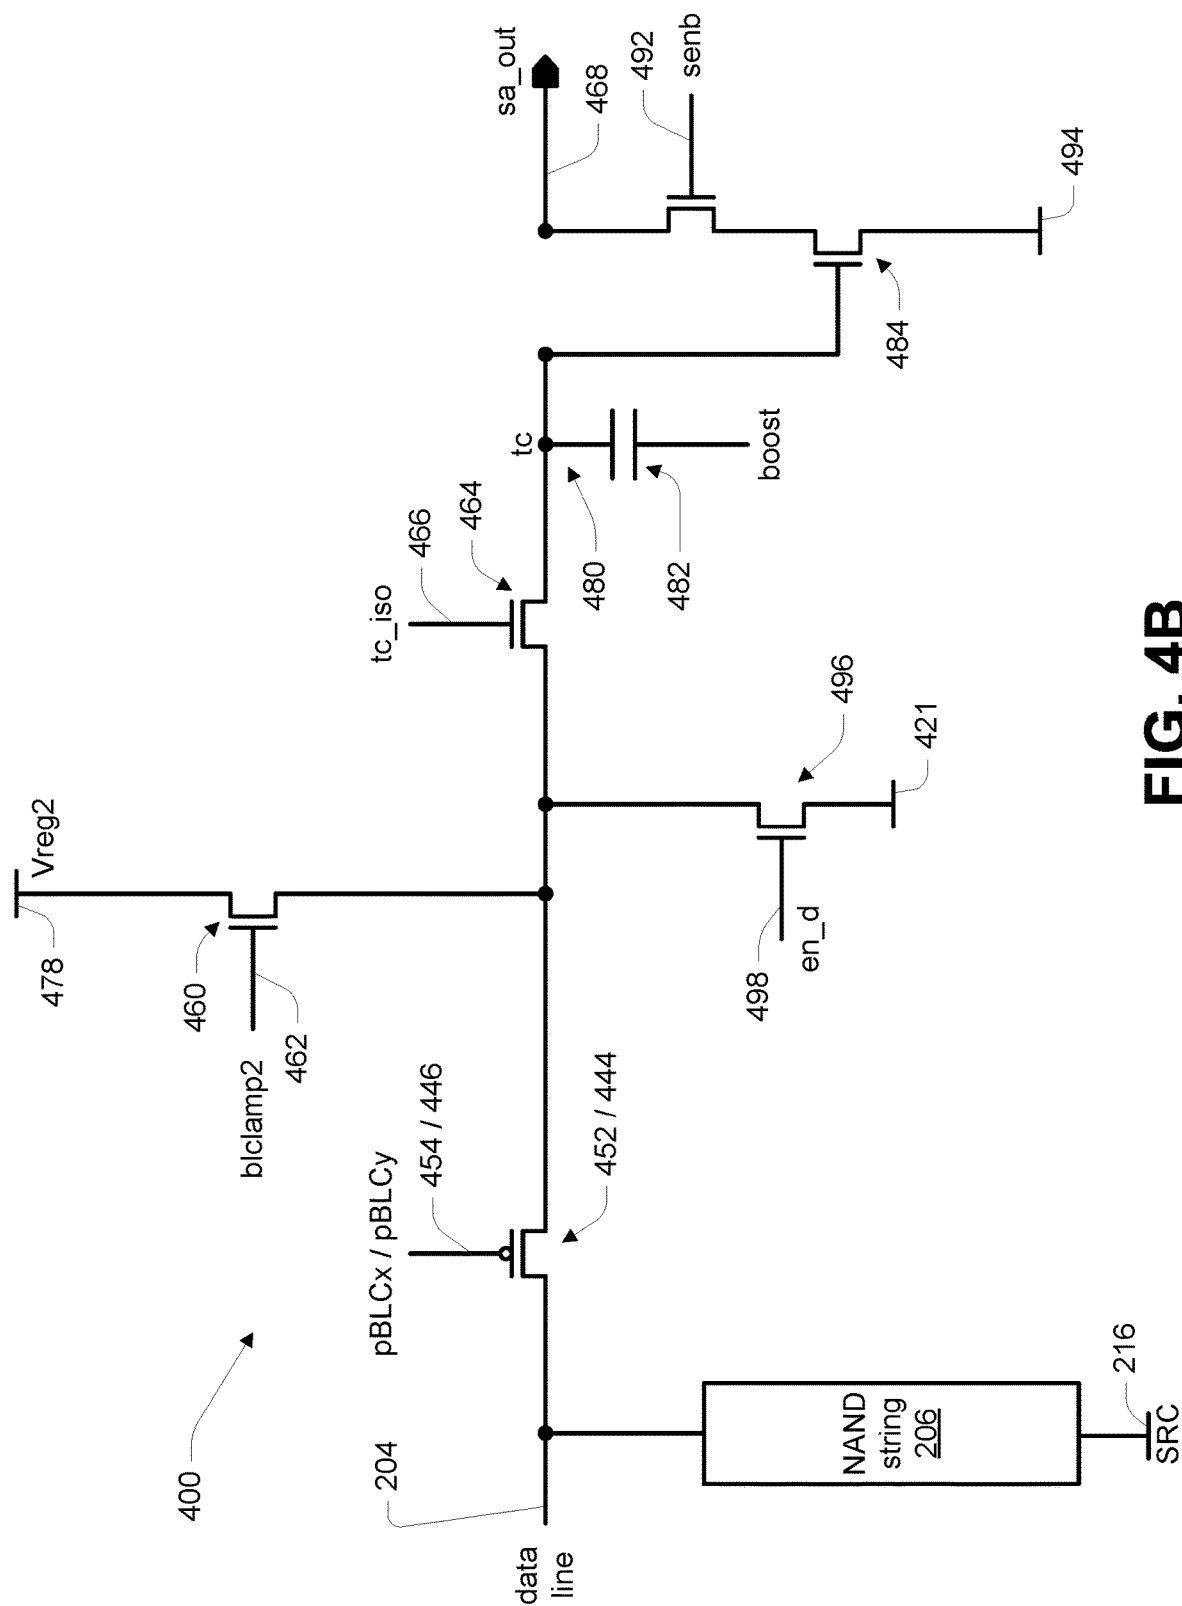 400
data
line
204
NAND
string
206
SRC
216
pBLCx / pBLCy
454 / 446
452 / 444
Vreg2
478
460
blclamp2
462
en_d
498
496
421
tc_iso
466
464
tc
480
482
boost
sa_out
468
492
senb
484
494
FIG. 4B